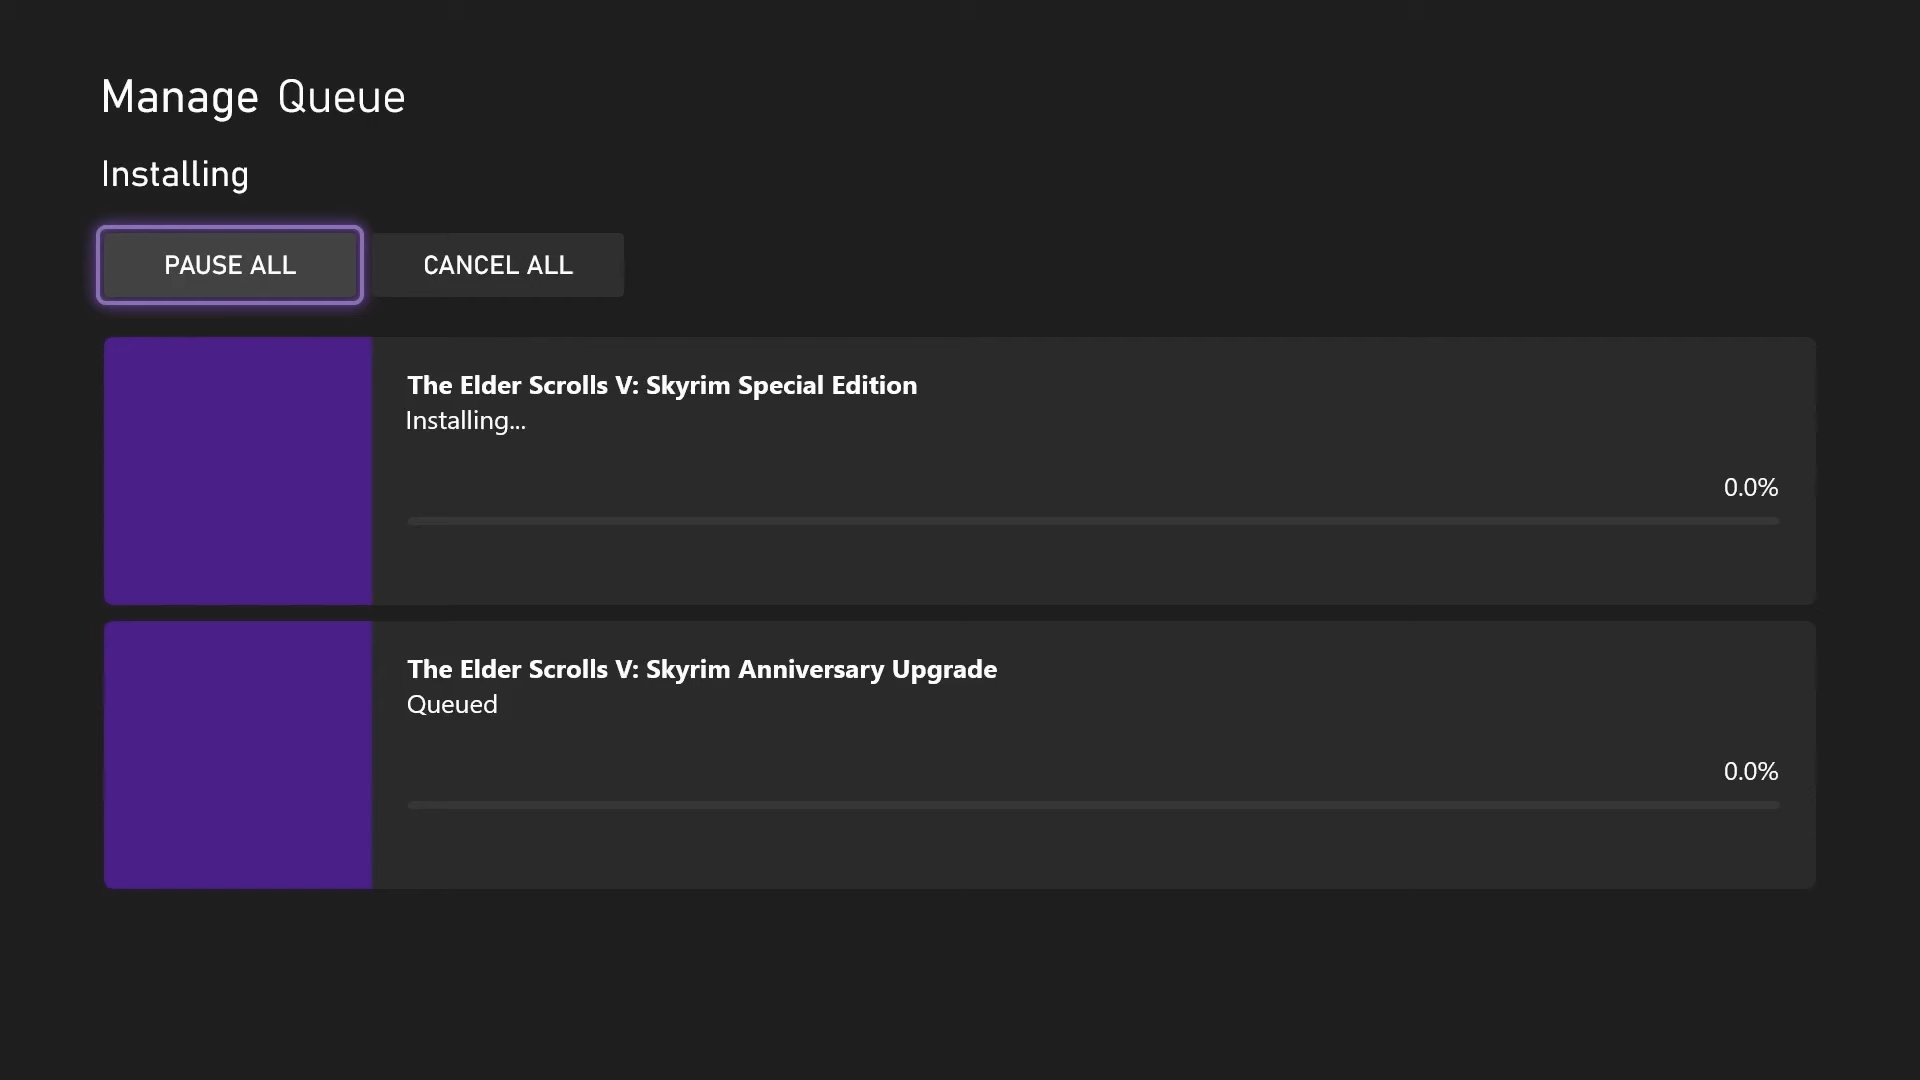 Manage Queue
Installing
PAUSE ALL
CANCEL ALL
The Elder Scrolls V: Skyrim Special Edition
Installing...
0.0%
The Elder Scrolls V: Skyrim Anniversary Upgrade
Queued
0.0%